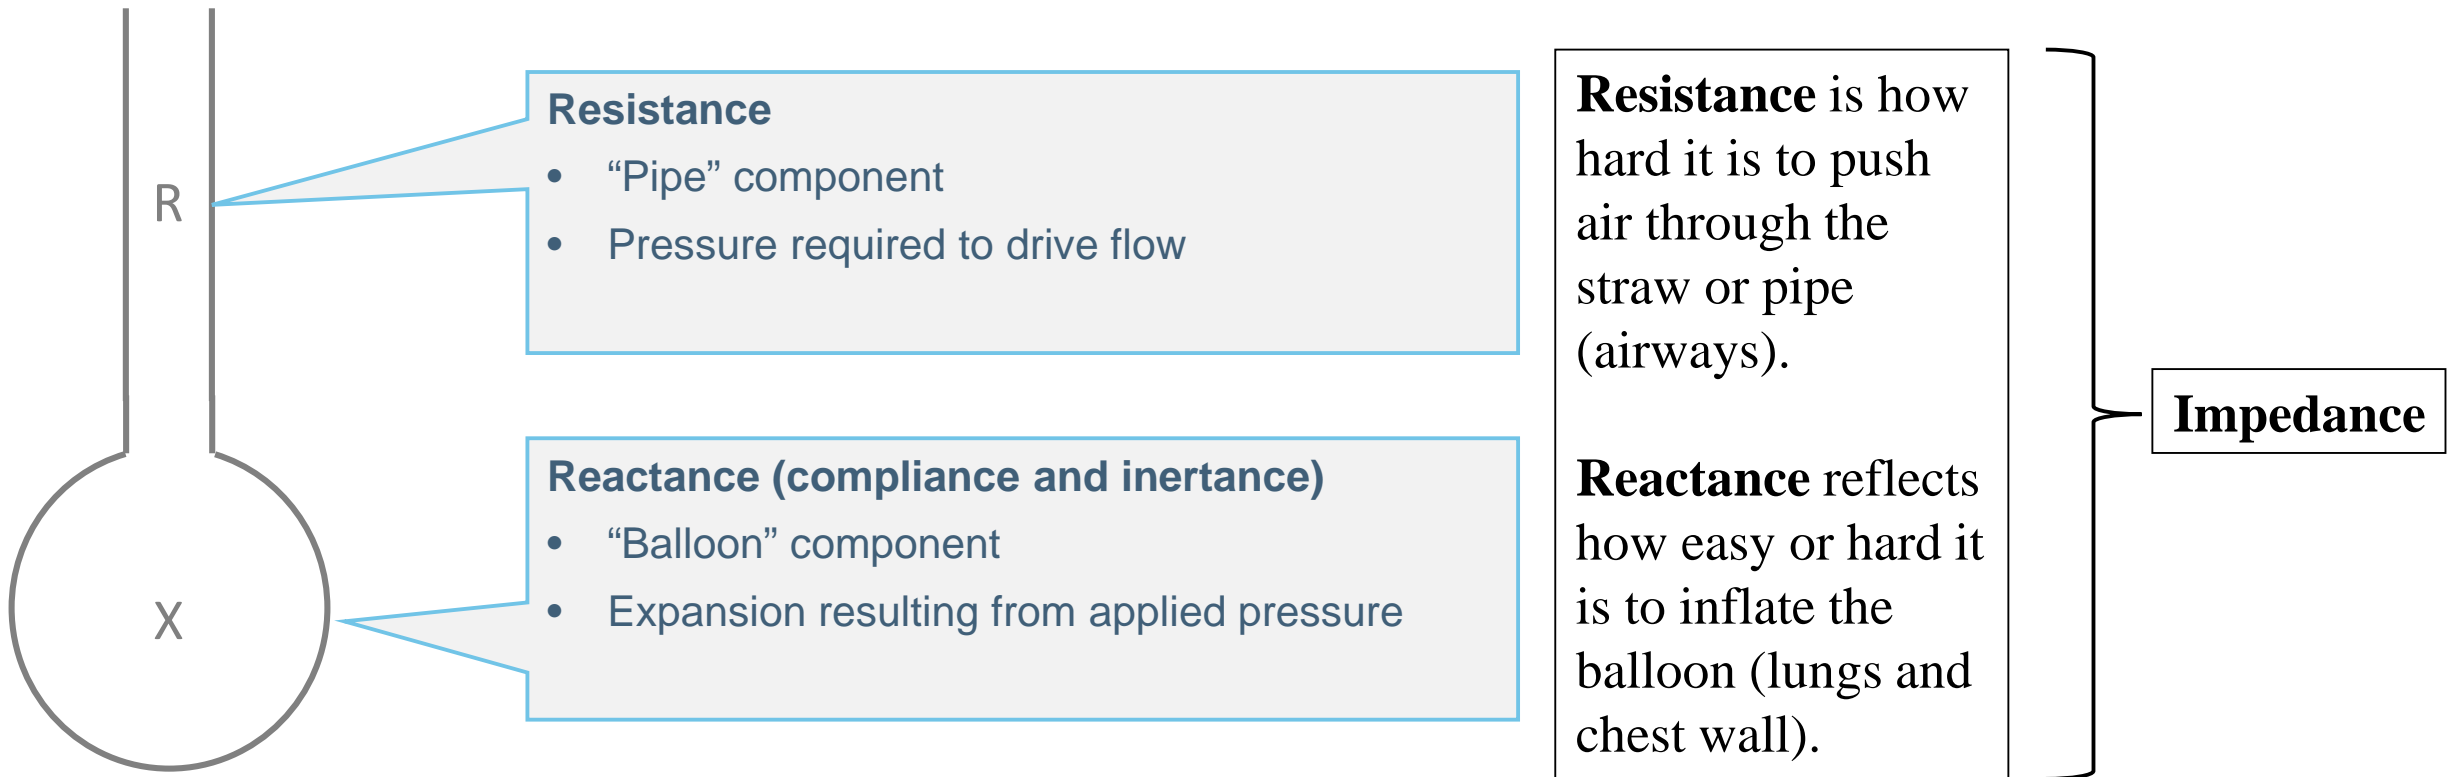 R
X
Resistance
• “Pipe” component
• Pressure required to drive flow
Reactance (compliance and inertance)
• “Balloon” component
• Expansion resulting from applied pressure
Resistance is how
hard it is to push
air through the
straw or pipe
(airways).
Reactance reflects
how easy or hard it
is to inflate the
balloon (lungs and
chest wall).
Impedance